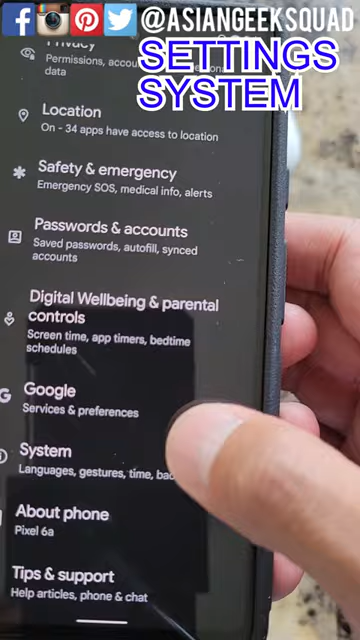 @ASIANGEEKSQUAD
SETTINGS
SYSTEM
Privacy
Permissions,
data
Location
On - 34 apps have access to location
Safety & emergency
Emergency SOS, medical info, alerts
Passwords & accounts
Saved passwords, autofill, synced
accounts
Digital Wellbeing & parental
controls
Screen time, app timers, bedtime
schedules
Google
Services & preferences
System
Languages, gestures, time,
About phone
Pixel 6a
Tips & support
Help articles, phone & chat